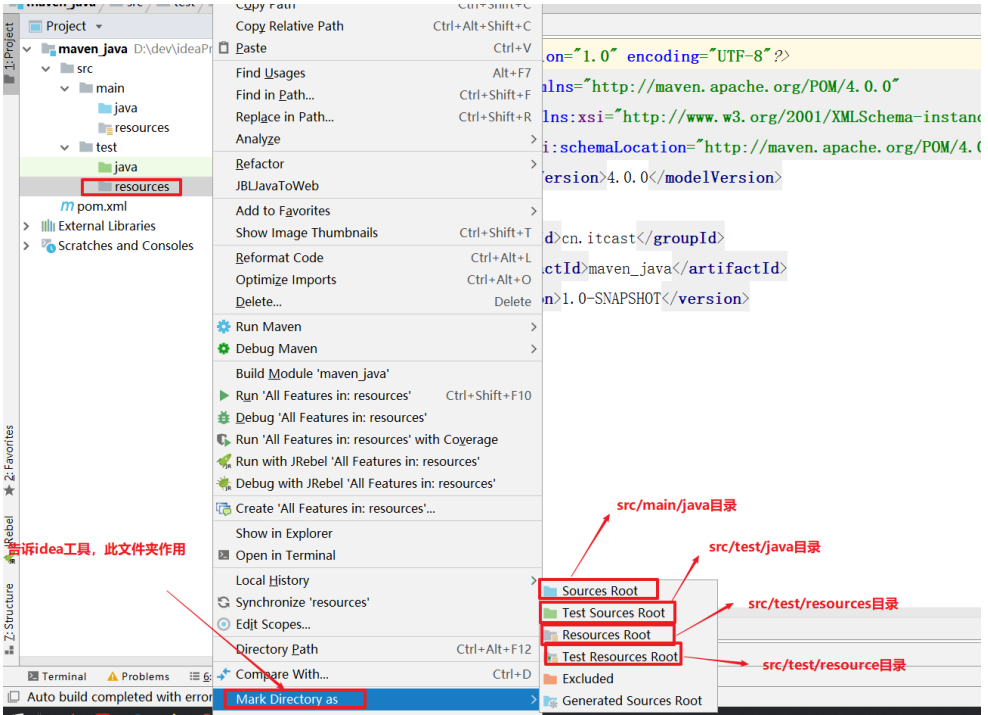 maven_java src test
Project
1: Project
maven_java D:\dev\ideaPr
src
main
java
resources
test
java
resources
pom.xml
External Libraries
Scratches and Consoles
2: Favorites
JRebel
Z: Structure
告诉idea工具，此文件夹作用
Copy Path Ctrl+Shift+C
Copy Relative Path Ctrl+Alt+Shift+C
Paste Ctrl+V
Find Usages Alt+F7
Find in Path... Ctrl+Shift+F
Replace in Path... Ctrl+Shift+R
Analyze
Refactor
JBLJavaToWeb
Add to Favorites
Show Image Thumbnails Ctrl+Shift+T
Reformat Code Ctrl+Alt+L
Optimize Imports Ctrl+Alt+O
Delete... Delete
Run Maven
Debug Maven
Build Module 'maven_java'
Run 'All Features in: resources' Ctrl+Shift+F10
Debug 'All Features in: resources'
Run 'All Features in: resources' with Coverage
Run with JRebel 'All Features in: resources'
Debug with JRebel 'All Features in: resources'
Create 'All Features in: resources'...
Show in Explorer
Open in Terminal
Local History
Synchronize 'resources'
Edit Scopes...
Directory Path Ctrl+Alt+F12
Compare With... Ctrl+D
Mark Directory as
on="1.0" encoding="UTF-8"?>
lns="http://maven.apache.org/POM/4.0.0"
lns:xsi="http://www.w3.org/2001/XMLSchema-instanc
i:schemaLocation="http://maven.apache.org/POM/4.0
ersion>4.0.0</modelVersion>
d>cn.itcast</groupId>
ctId>maven_java</artifactId>
n>1.0-SNAPSHOT</version>
src/main/java目录
src/test/java目录
src/test/resources目录
src/test/resource目录
Sources Root
Test Sources Root
Resources Root
Test Resources Root
Excluded
Generated Sources Root
Terminal Problems 6:
Auto build completed with error